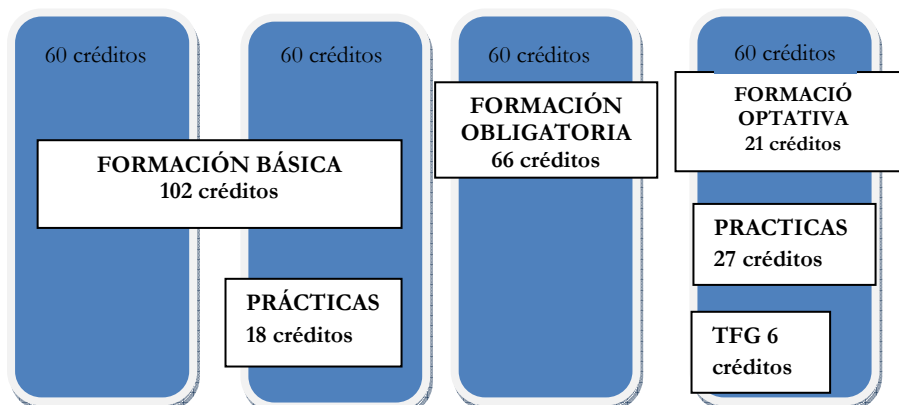 60 créditos
60 créditos
60 créditos
60 créditos
FORMACIÓN BÁSICA
102 créditos
PRÁCTICAS
18 créditos
FORMACIÓN
OBLIGATORIA
66 créditos
FORMACIÓ
OPTATIVA
21 créditos
PRACTICAS
27 créditos
TFG 6
créditos